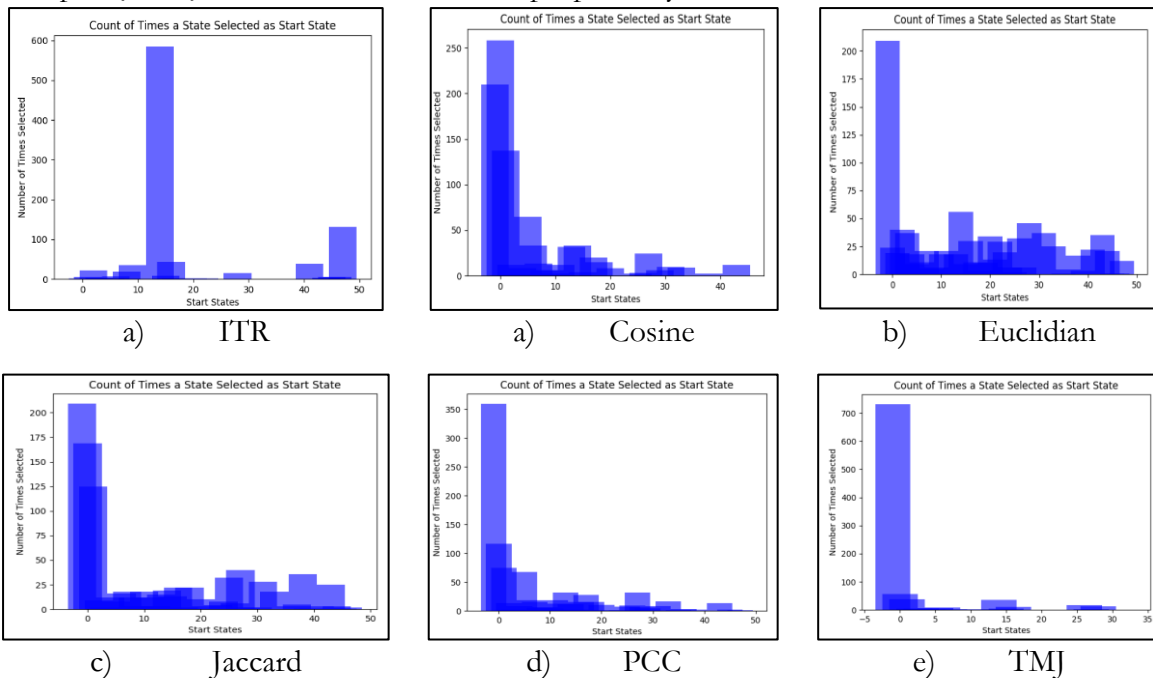 Count of Times a State Selected as Start State
Number of Times Selected
600
500
400
300
200
100
0
0 10 20 30 40 50
Start States
a) ITR
Count of Times a State Selected as Start State
Number of Times Selected
250
200
150
100
50
0
0 10 20 30 40
Start States
a) Cosine
Count of Times a State Selected as Start State
Number of Times Selected
200
175
150
125
100
75
50
25
0
0 10 20 30 40 50
Start States
b) Euclidian
Count of Times a State Selected as Start State
Number of Times Selected
200
175
150
125
100
75
50
25
0
0 10 20 30 40 50
Start States
c) Jaccard
Count of Times a State Selected as Start State
Number of Times Selected
350
300
250
200
150
100
50
0
0 10 20 30 40 50
Start States
d) PCC
Count of Times a State Selected as Start State
Number of Times Selected
700
600
500
400
300
200
100
0
−5 0 5 10 15 20 25 30 35
Start States
e) TMJ